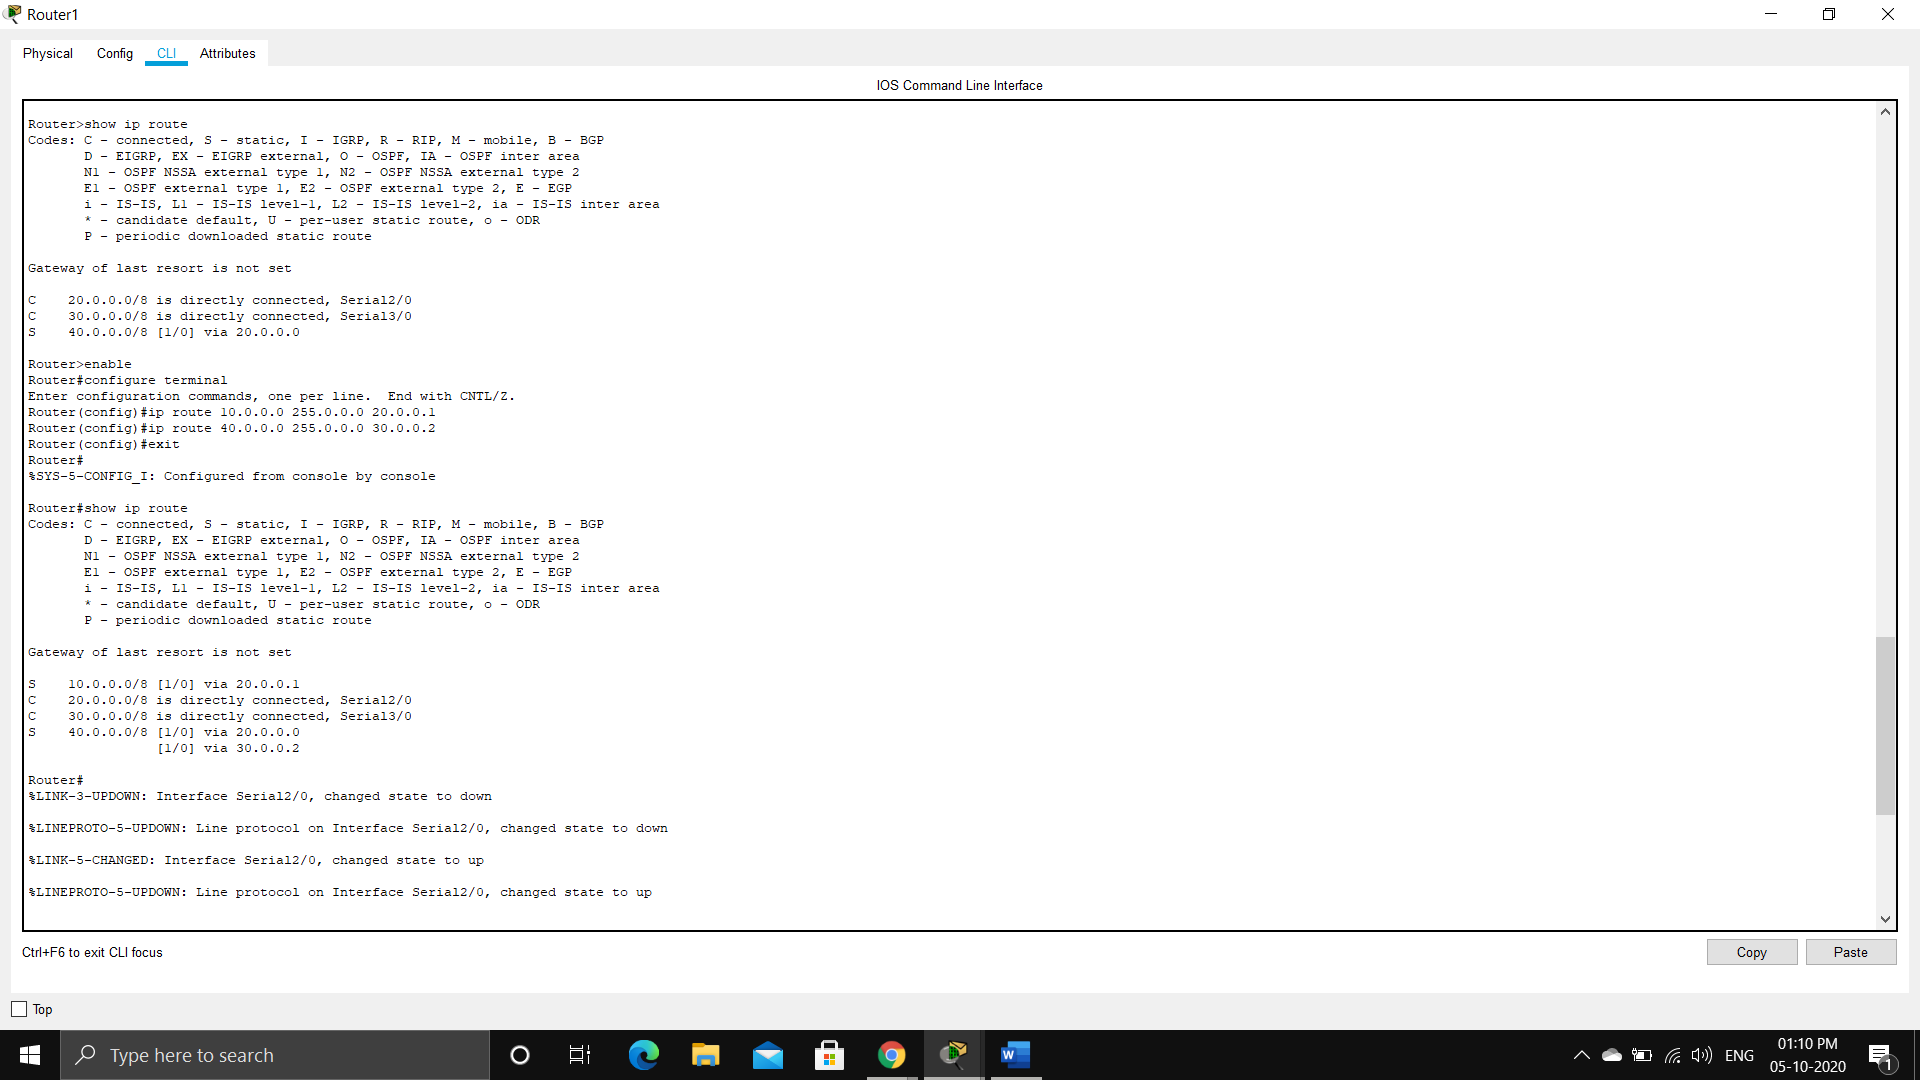 Router1
Physical Config CLI Attributes
IOS Command Line Interface
Router>show ip route
Codes: C - connected, S - static, I - IGRP, R - RIP, M - mobile, B - BGP
D - EIGRP, EX - EIGRP external, O - OSPF, IA - OSPF inter area
N1 - OSPF NSSA external type 1, N2 - OSPF NSSA external type 2
E1 - OSPF external type 1, E2 - OSPF external type 2, E - EGP
i - IS-IS, L1 - IS-IS level-1, L2 - IS-IS level-2, ia - IS-IS inter area
* - candidate default, U - per-user static route, o - ODR
P - periodic downloaded static route
Gateway of last resort is not set
C 20.0.0.0/8 is directly connected, Serial2/0
C 30.0.0.0/8 is directly connected, Serial3/0
S 40.0.0.0/8 [1/0] via 20.0.0.0
Router>enable
Router#configure terminal
Enter configuration commands, one per line. End with CNTL/Z.
Router(config)#ip route 10.0.0.0 255.0.0.0 20.0.0.1
Router(config)#ip route 40.0.0.0 255.0.0.0 30.0.0.2
Router(config)#exit
Router#
%SYS-5-CONFIG_I: Configured from console by console
Router#show ip route
Codes: C - connected, S - static, I - IGRP, R - RIP, M - mobile, B - BGP
D - EIGRP, EX - EIGRP external, O - OSPF, IA - OSPF inter area
N1 - OSPF NSSA external type 1, N2 - OSPF NSSA external type 2
E1 - OSPF external type 1, E2 - OSPF external type 2, E - EGP
i - IS-IS, L1 - IS-IS level-1, L2 - IS-IS level-2, ia - IS-IS inter area
* - candidate default, U - per-user static route, o - ODR
P - periodic downloaded static route
Gateway of last resort is not set
S 10.0.0.0/8 [1/0] via 20.0.0.1
C 20.0.0.0/8 is directly connected, Serial2/0
C 30.0.0.0/8 is directly connected, Serial3/0
S 40.0.0.0/8 [1/0] via 20.0.0.0
[1/0] via 30.0.0.2
Router#
%LINK-3-UPDOWN: Interface Serial2/0, changed state to down
%LINEPROTO-5-UPDOWN: Line protocol on Interface Serial2/0, changed state to down
%LINK-5-CHANGED: Interface Serial2/0, changed state to up
%LINEPROTO-5-UPDOWN: Line protocol on Interface Serial2/0, changed state to up
Ctrl+F6 to exit CLI focus
Copy Paste
Top
Type here to search
W
ENG
01:10 PM
05-10-2020
1